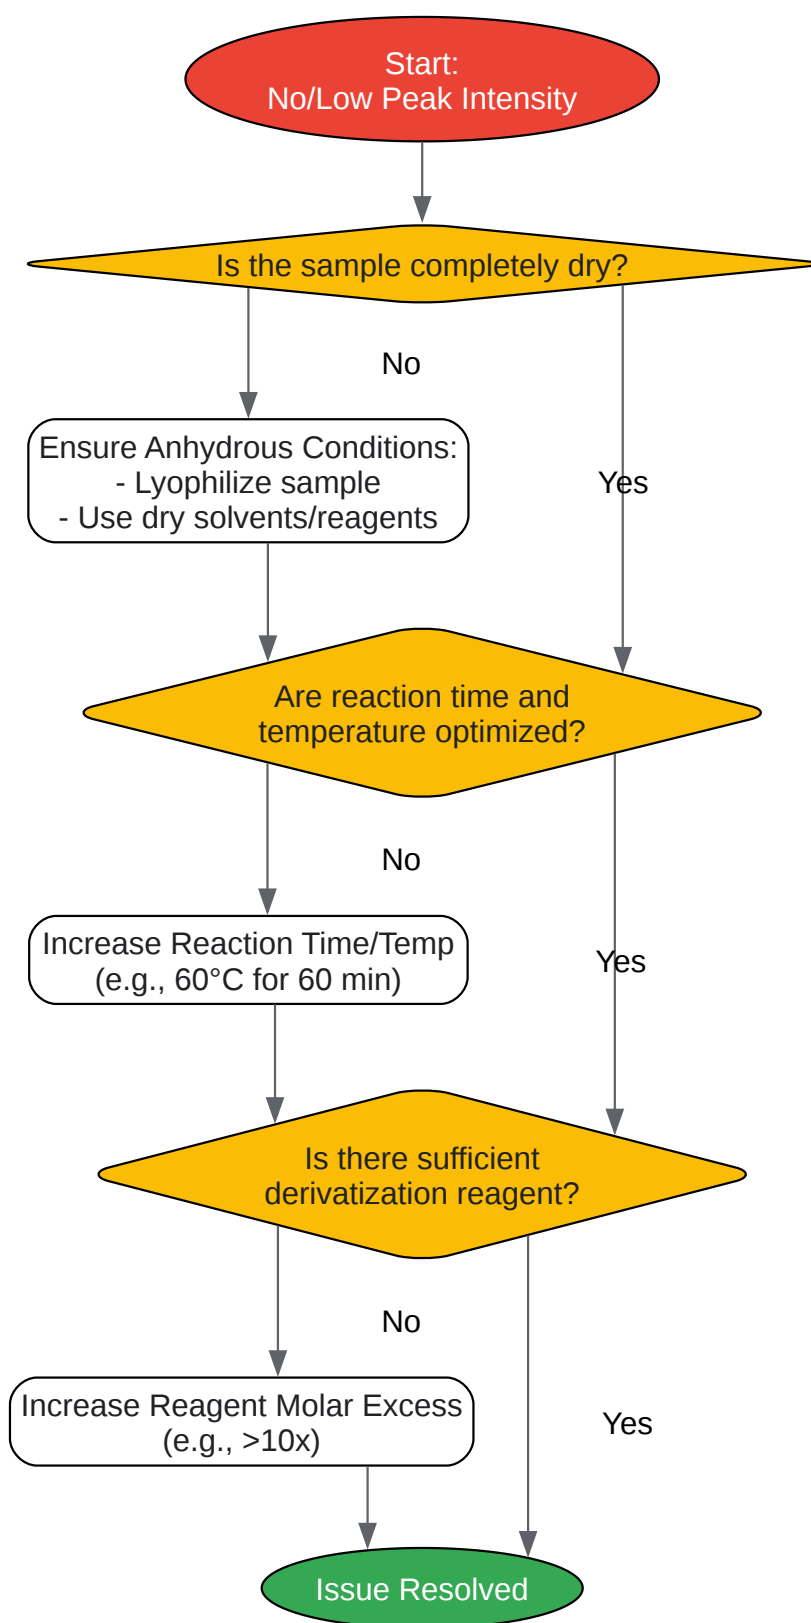 Start:
No/Low Peak Intensity
Is the sample completely dry?
No
Ensure Anhydrous Conditions:
- Lyophilize sample
- Use dry solvents/reagents
Yes
Are reaction time and
temperature optimized?
No
Increase Reaction Time/Temp
(e.g., 60°C for 60 min)
Yes
Is there sufficient
derivatization reagent?
No
Increase Reagent Molar Excess
(e.g., >10x)
Yes
Issue Resolved